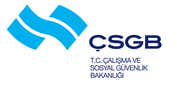 ÇSGB
T.C. ÇALIŞMA VE
SOSYAL GÜVENLİK
BAKANLIĞI